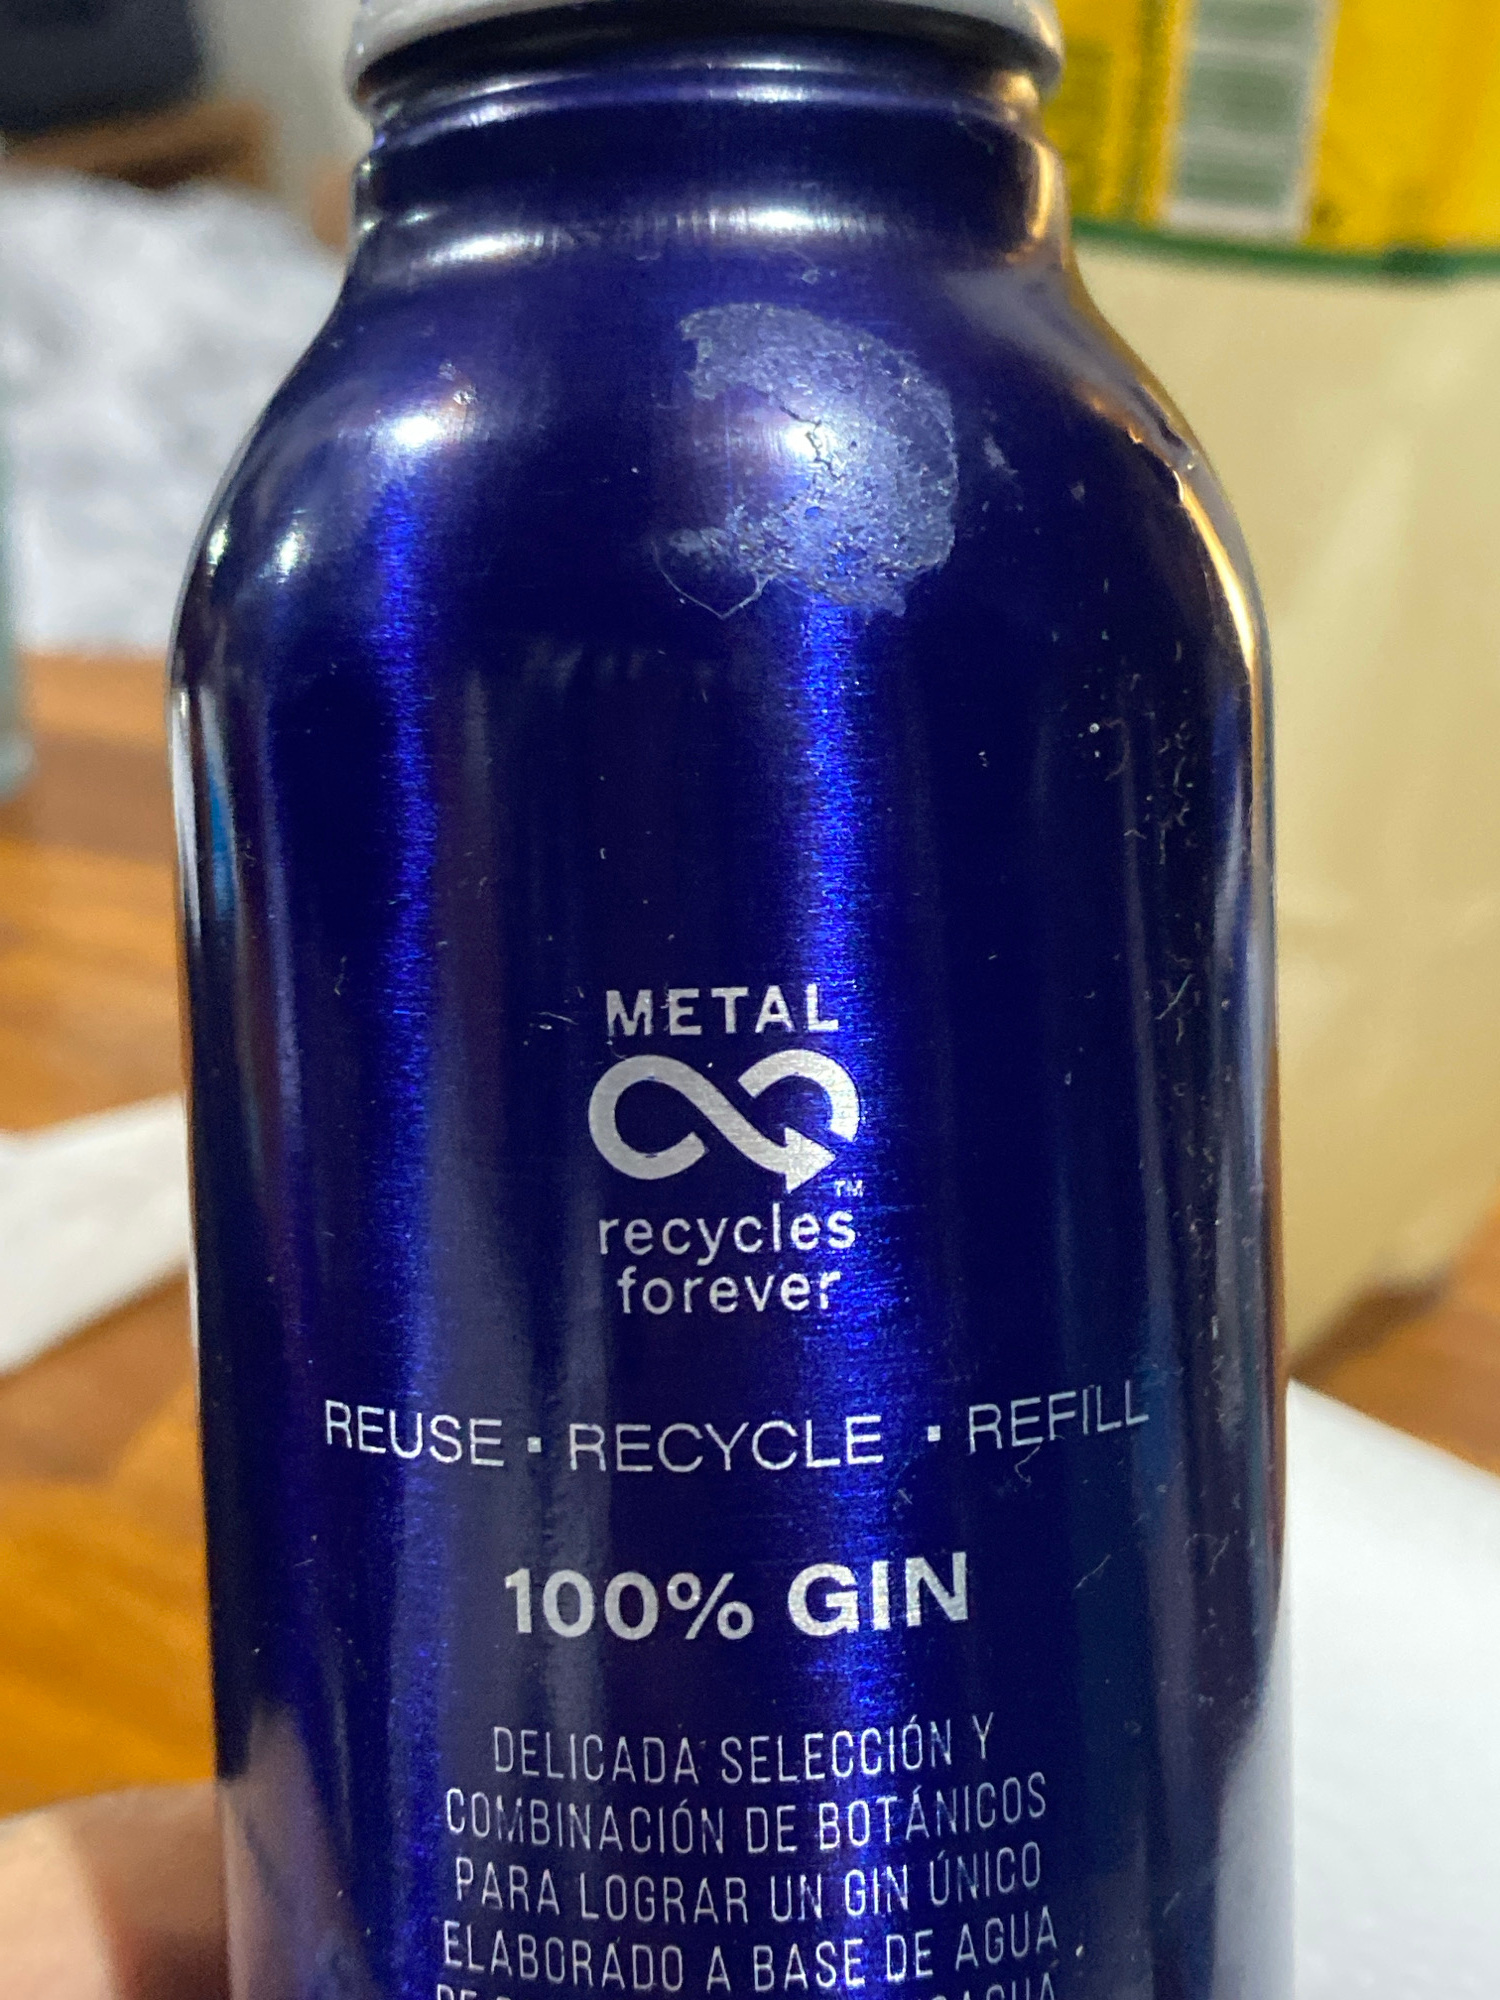 METAL
TM
recycles
forever
REUSE ▪ RECYCLE ▪ REFILL
100% GIN
DELICADA SELECCIÓN Y
COMBINACIÓN DE BOTÁNICOS
PARA LOGRAR UN GIN ÚNICO
ELABORADO A BASE DE AGUA
DE